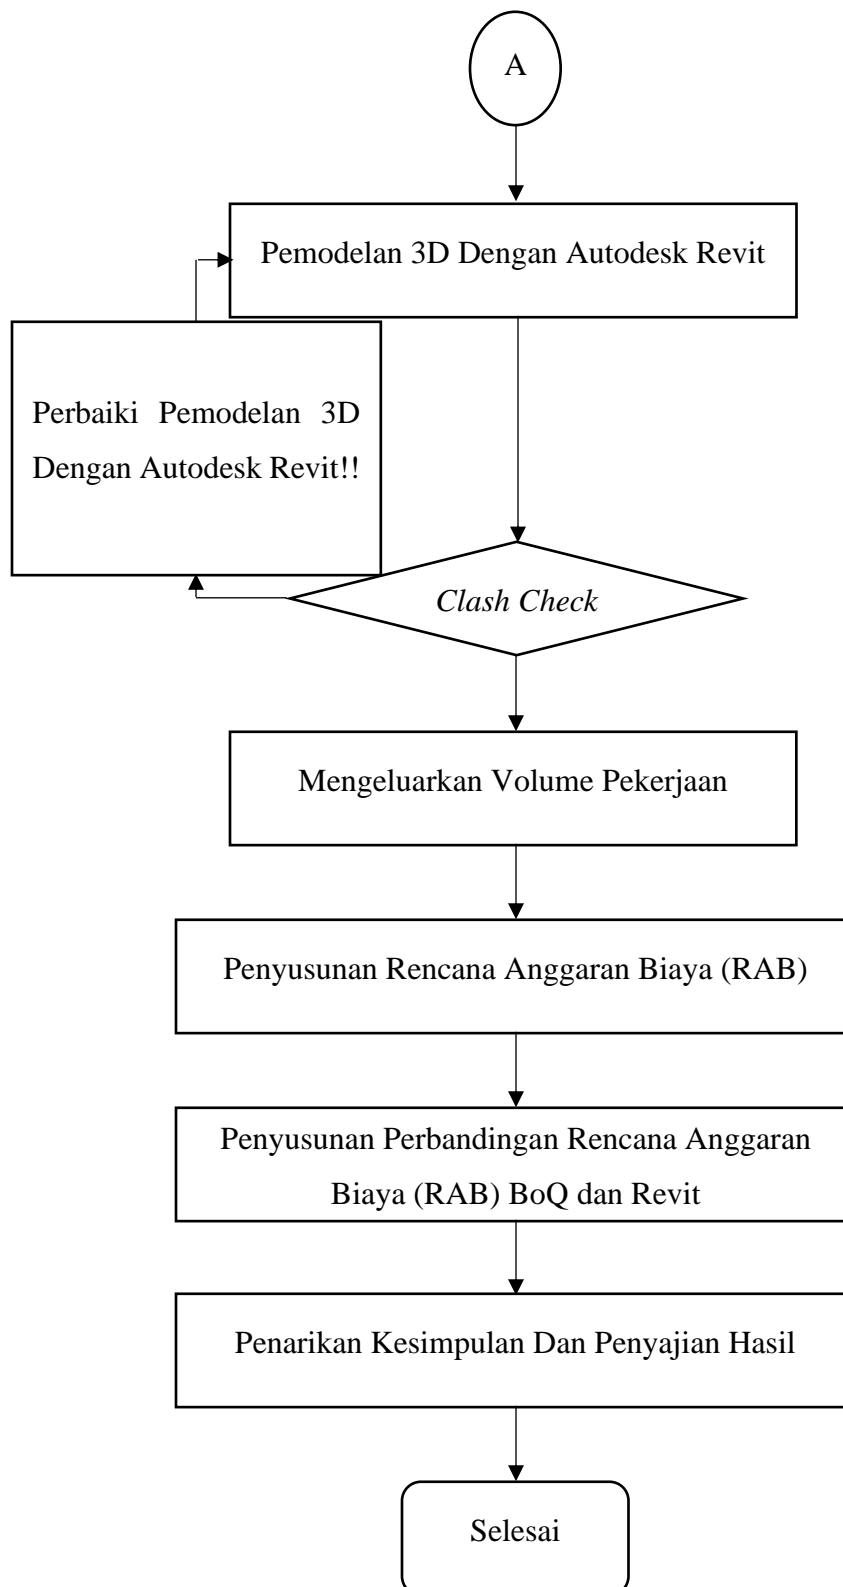 A
Pemodelan 3D Dengan Autodesk Revit
Perbaiki Pemodelan 3D
Dengan Autodesk Revit!!
Clash Check
Mengeluarkan Volume Pekerjaan
Penyusunan Rencana Anggaran Biaya (RAB)
Penyusunan Perbandingan Rencana Anggaran
Biaya (RAB) BoQ dan Revit
Penarikan Kesimpulan Dan Penyajian Hasil
Selesai